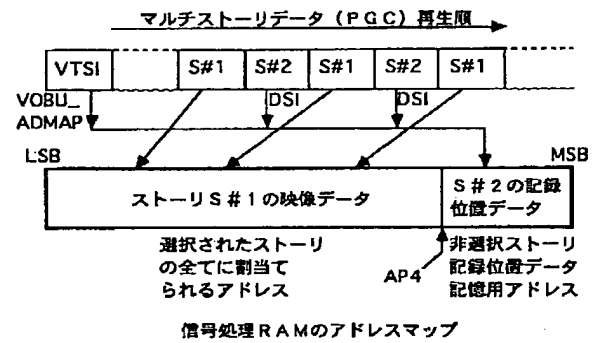 マルチストーリデータ（PGC）再生順
VTSI
S#1
S#2
S#1
S#2
S#1
VOBU_
ADMAP
DSI
DSI
LSB
MSB
ストーリS＃1の映像データ
S＃2の記録
位置データ
選択されたストーリ
の全てに割当て
られるアドレス
AP4
非選択ストーリ
記録位置データ
記憶用アドレス
信号処理RAMのアドレスマップ